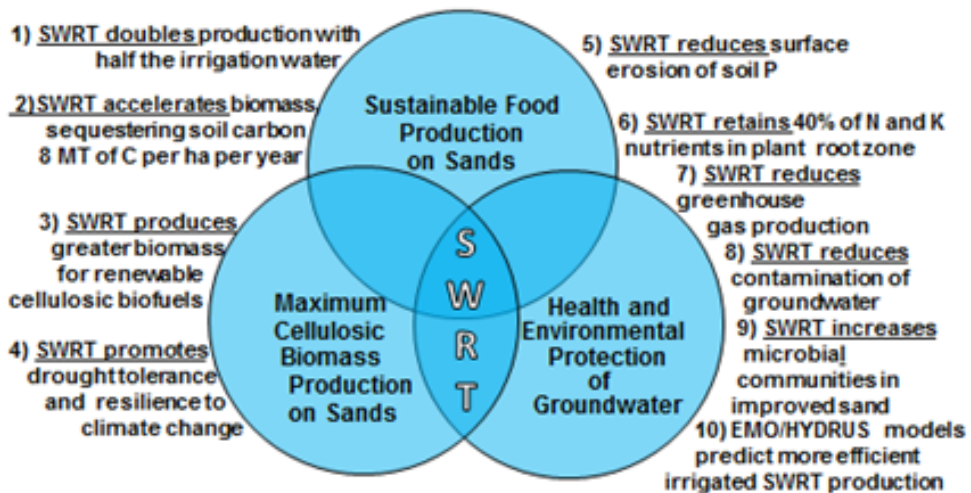 1) SWRT doubles production with
half the irrigation water
2)SWRT accelerates biomass,
sequestering soil carbon
8 MT of C per ha per year
3) SWRT produces
greater biomass
for renewable
cellulosic biofuels
4) SWRT promotes
drought tolerance
and resilience to
climate change
Sustainable Food
Production
on Sands
Maximum
Cellulosic
Biomass
Production
on Sands
S
W
R
T
Health and
Environmental
Protection
of
Groundwater
5) SWRT reduces surface
erosion of soil P
6) SWRT retains 40% of N and K
nutrients in plant root zone
7) SWRT reduces
greenhouse
gas production
8) SWRT reduces
contamination of
groundwater
9) SWRT increases
microbial
communities in
improved sand
10) EMO/HYDRUS models
predict more efficient
irrigated SWRT production